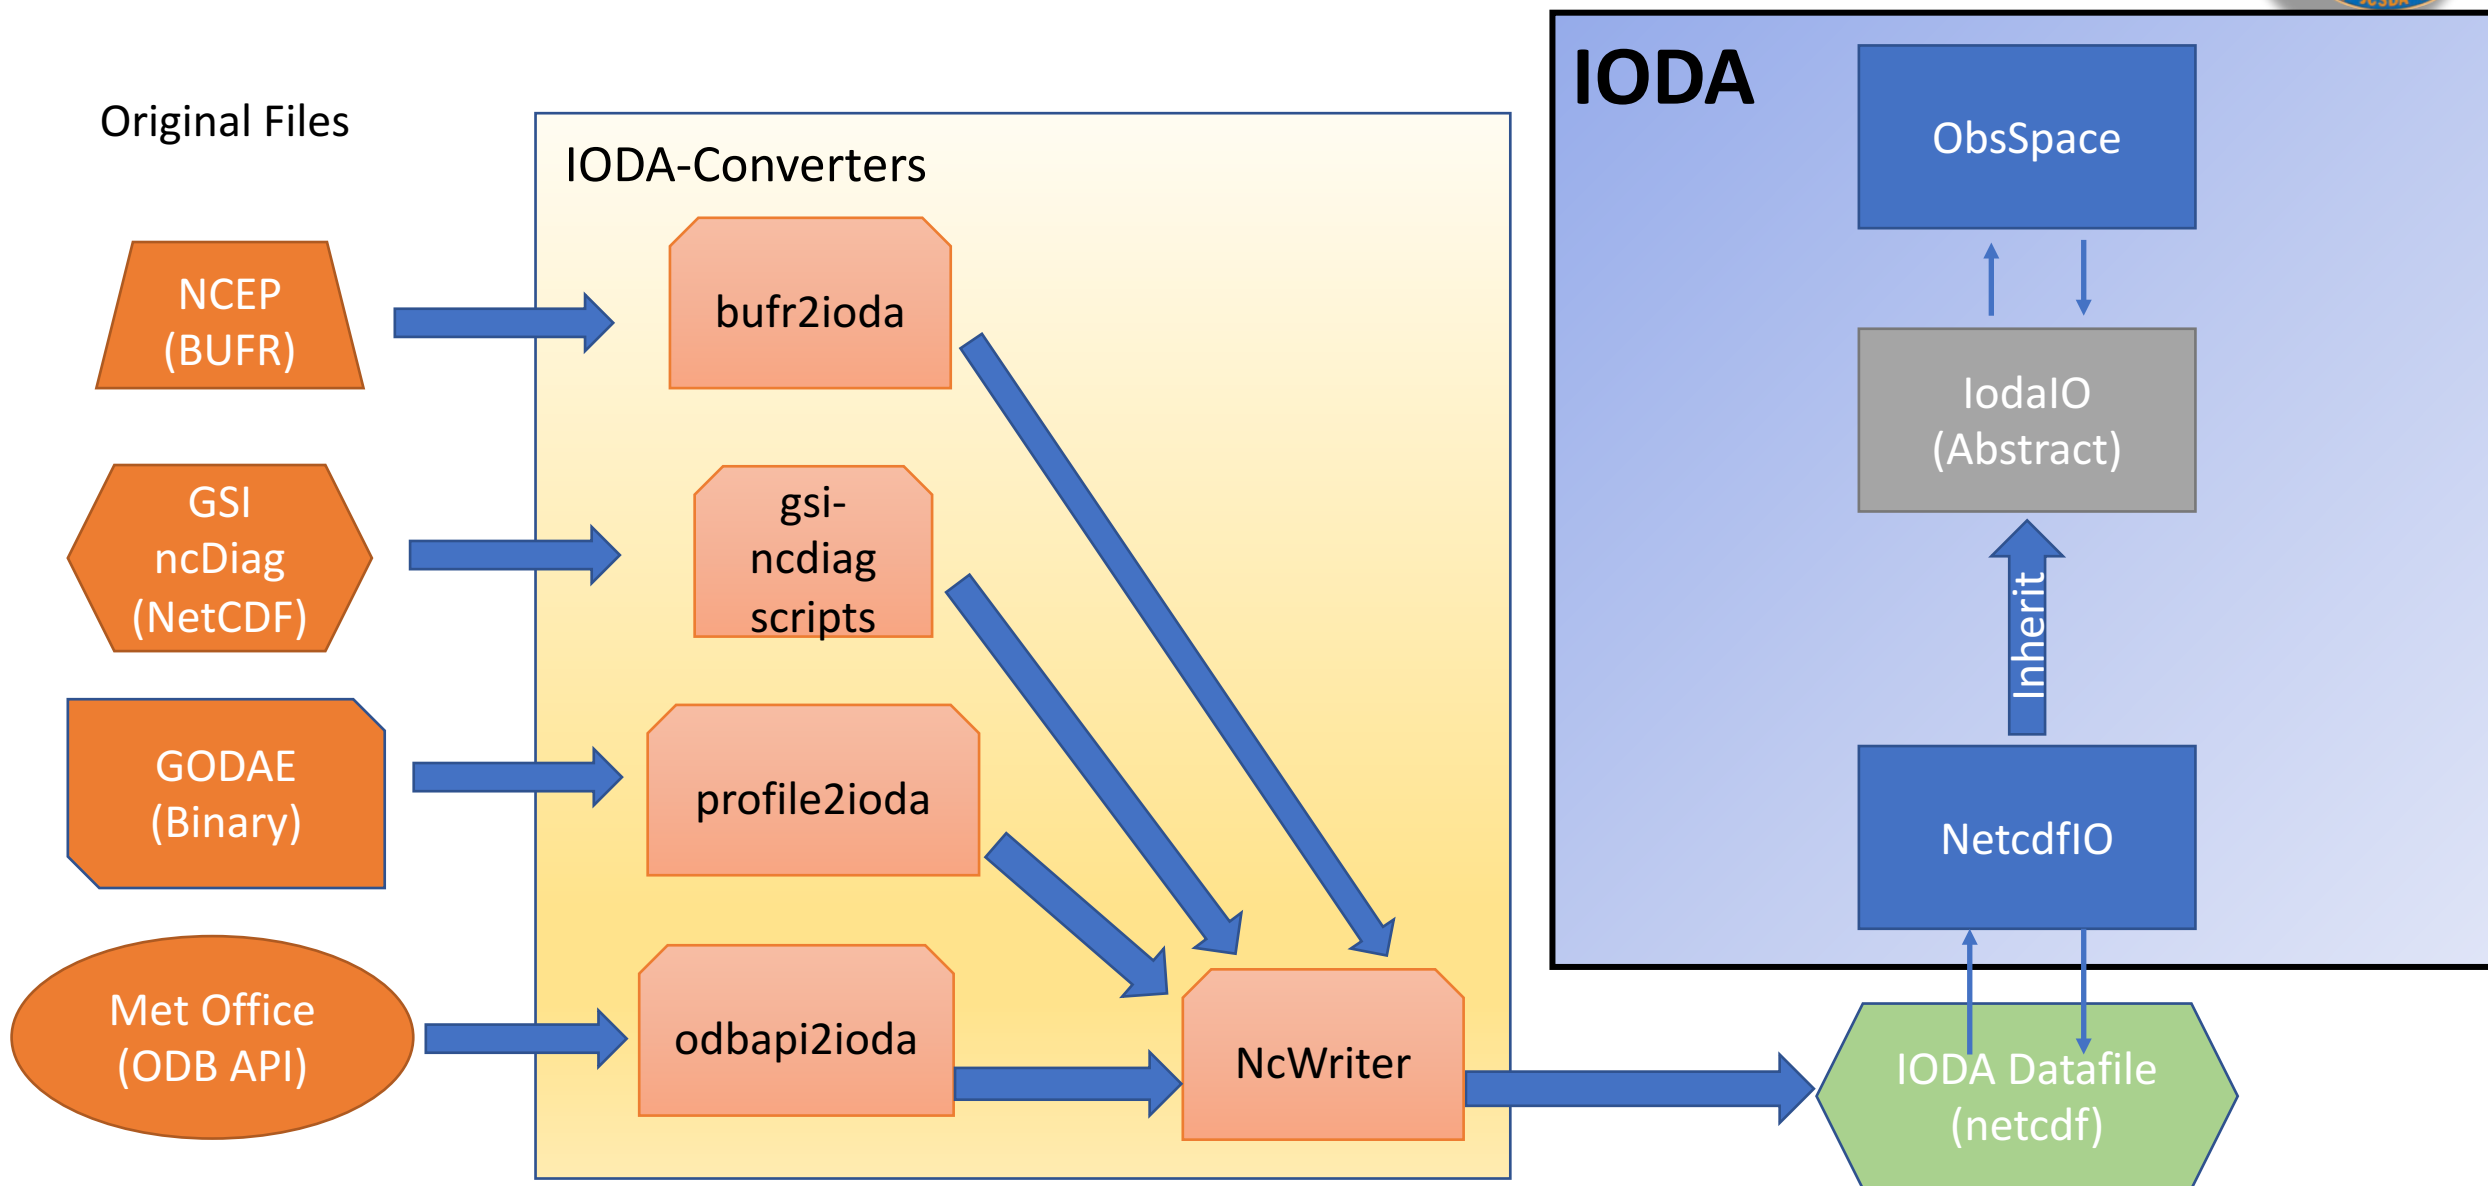 JCSDA
IODA
Original Files
IODA-Converters
NCEP
(BUFR)
GSI
ncDiag
(NetCDF)
GODAE
(Binary)
Met Office
(ODB API)
bufr2ioda
gsi-
ncdiag
scripts
profile2ioda
odbapi2ioda
NcWriter
ObsSpace
IodaIO
(Abstract)
Inherit
NetcdfIO
IODA Datafile
(netcdf)